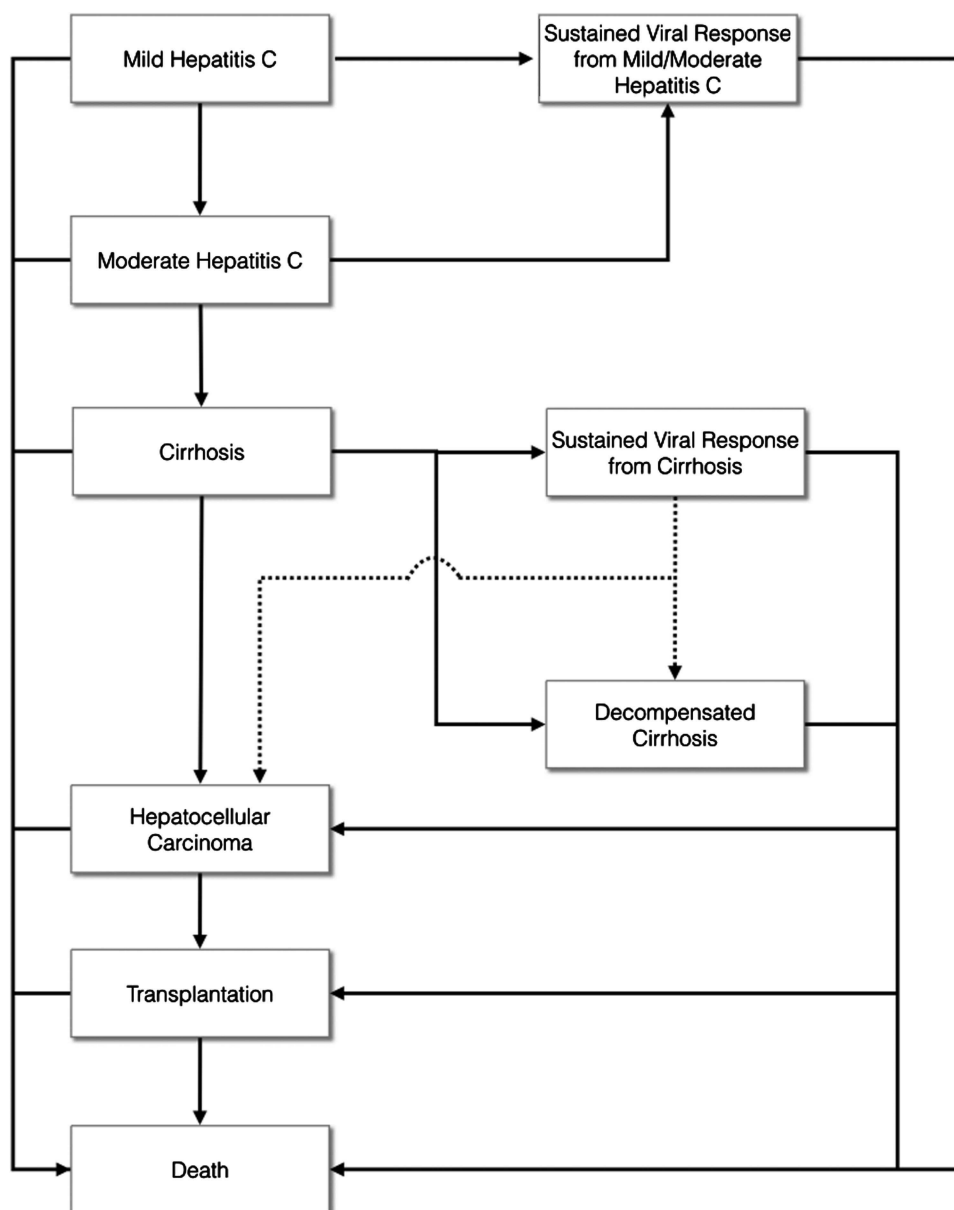 Mild Hepatitis C
Sustained Viral Response
from Mild/Moderate
Hepatitis C
Moderate Hepatitis C
Cirrhosis
Sustained Viral Response
from Cirrhosis
Decompensated
Cirrhosis
Hepatocellular
Carcinoma
Transplantation
Death